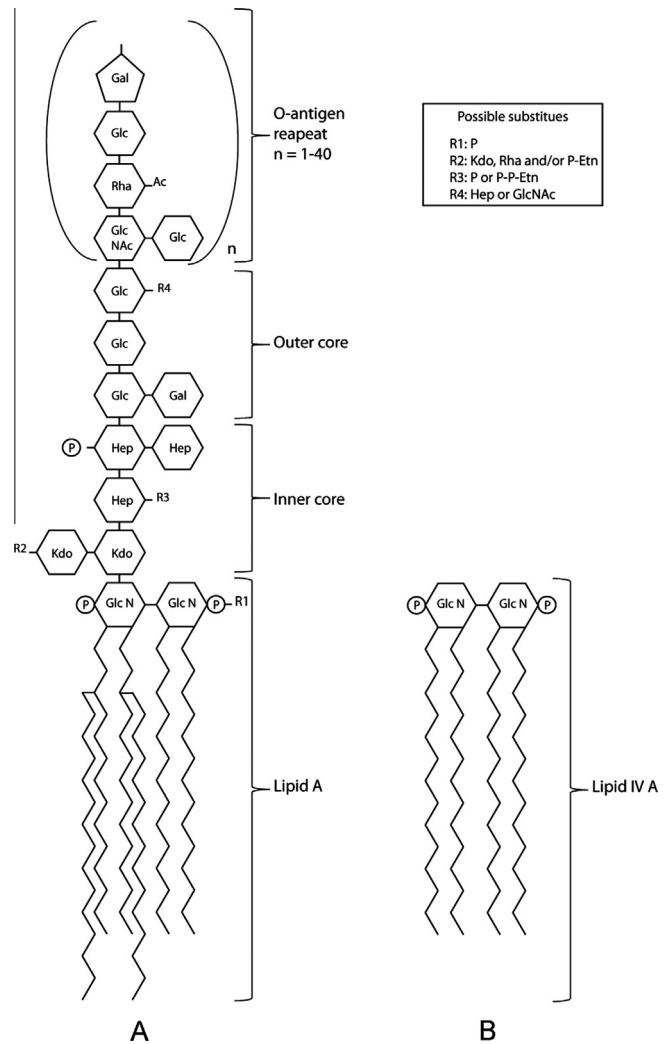 Gal
Glc
Rha
Ac
Glc
NAc
Glc
n
O-antigen
reapeat
n = 1-40
Possible substitues
R1: P
R2: Kdo, Rha and/or P-Etn
R3: P or P-P-Etn
R4: Hep or GlcNAc
Glc
R4
Glc
Glc
Gal
Outer core
P
Hep
Hep
Hep
R3
R2
Kdo
Kdo
Inner core
P
Glc N
Glc N
P
R1
Lipid A
P
Glc N
Glc N
P
Lipid IV A
A
B